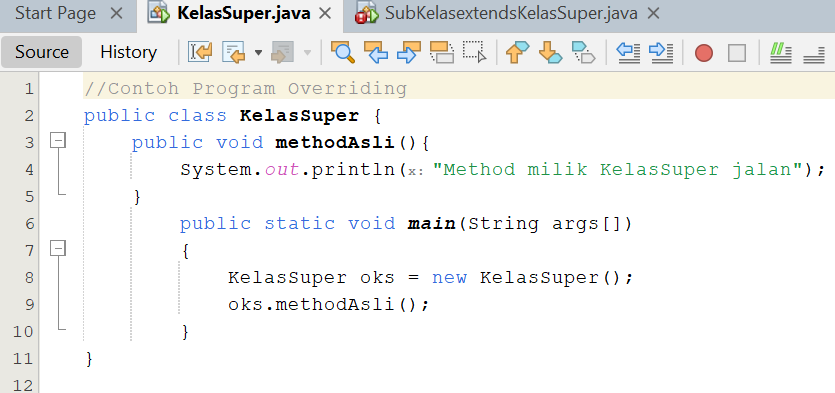 Start Page
KelasSuper.java
SubKelasextendsKelasSuper.java
Source History
1 //Contoh Program Overriding
2 public class KelasSuper {
3 public void methodAsli(){
4 System.out.println(x: "Method milik KelasSuper jalan");
5 }
6 public static void main(String args[])
7 {
8 KelasSuper oks = new KelasSuper();
9 oks.methodAsli();
10 }
11 }
12